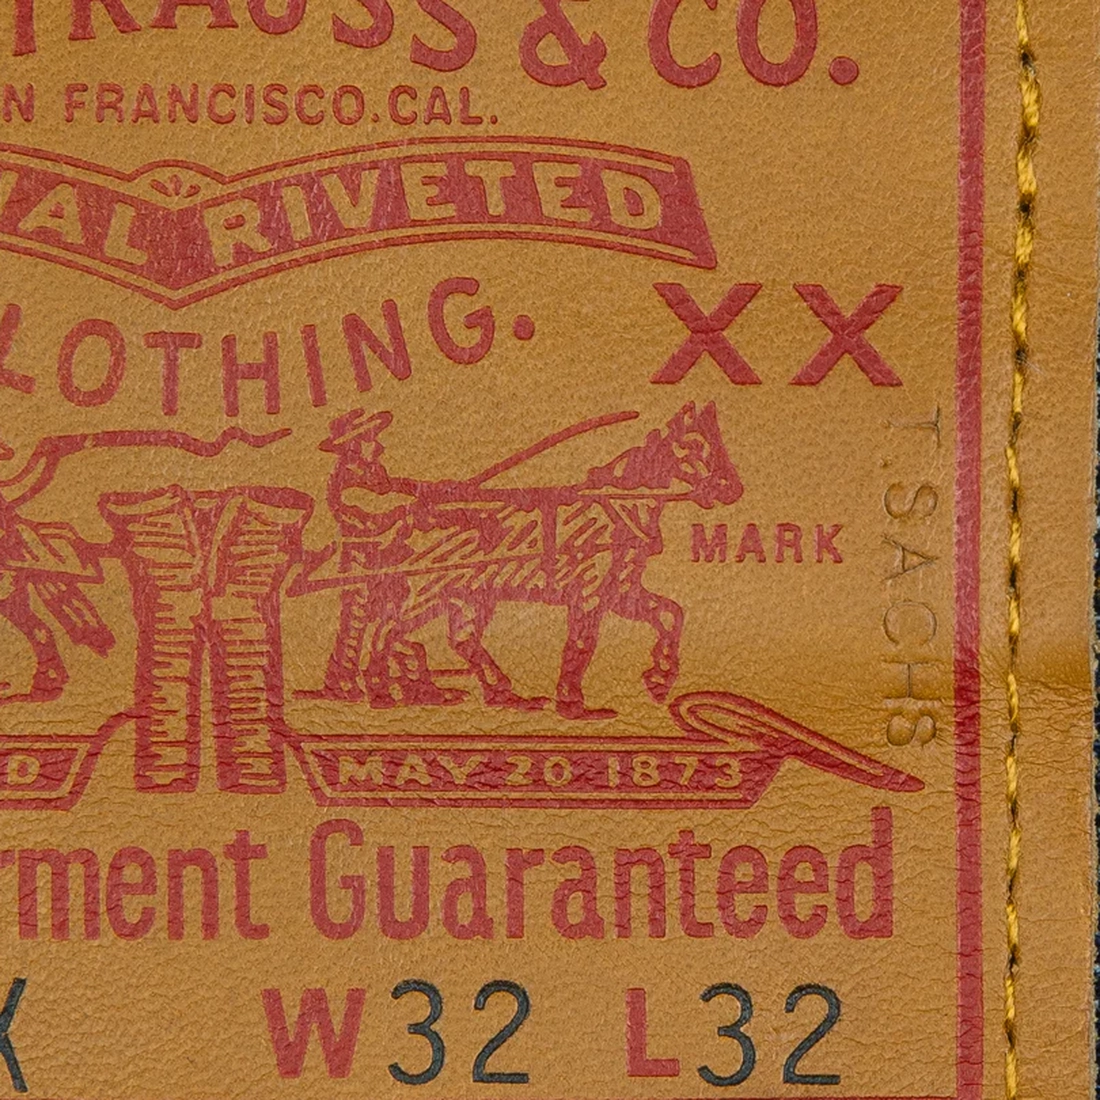 TRAUSS & CO.
N FRANCISCO.CAL.
AL RIVETED
LOTHING.
XX
MARK
T. SACHS
D
MAY 20 1873
rment Guaranteed
W32 L32